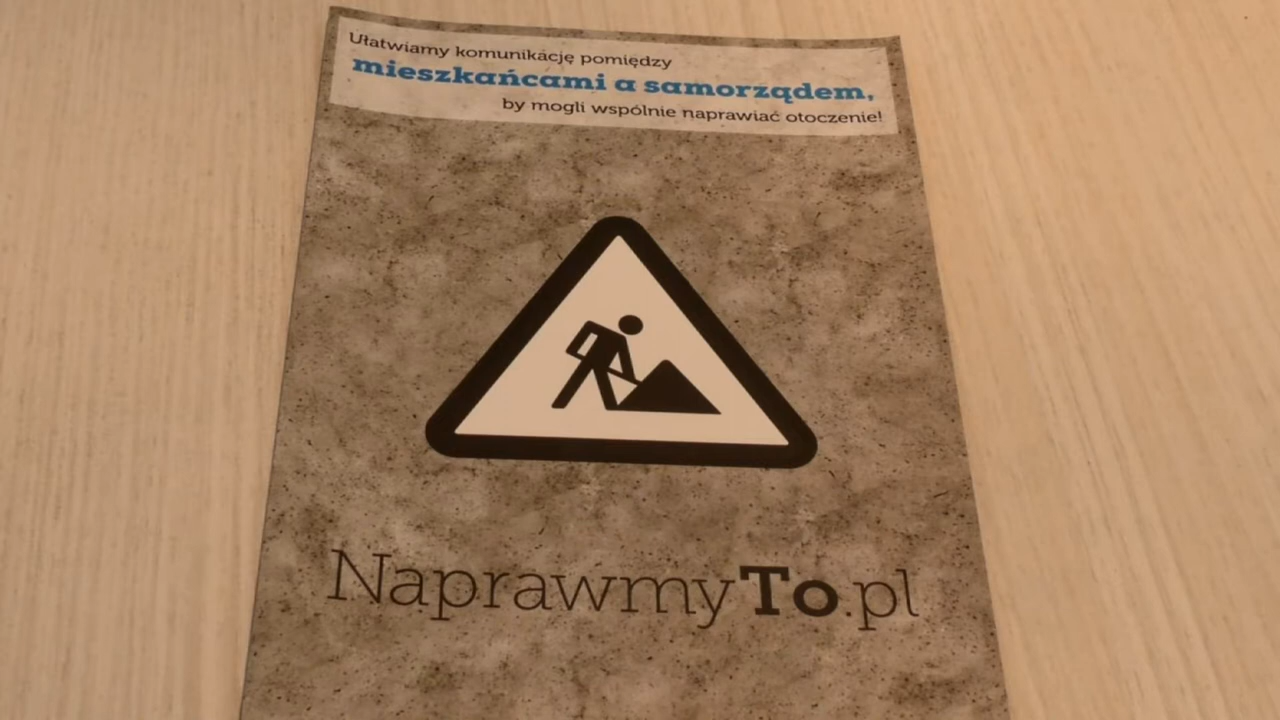 Ułatwiamy komunikację pomiędzy
mieszkańcami a samorządem,
by mogli wspólnie naprawiać otoczenie!
NaprawmyTo.pl